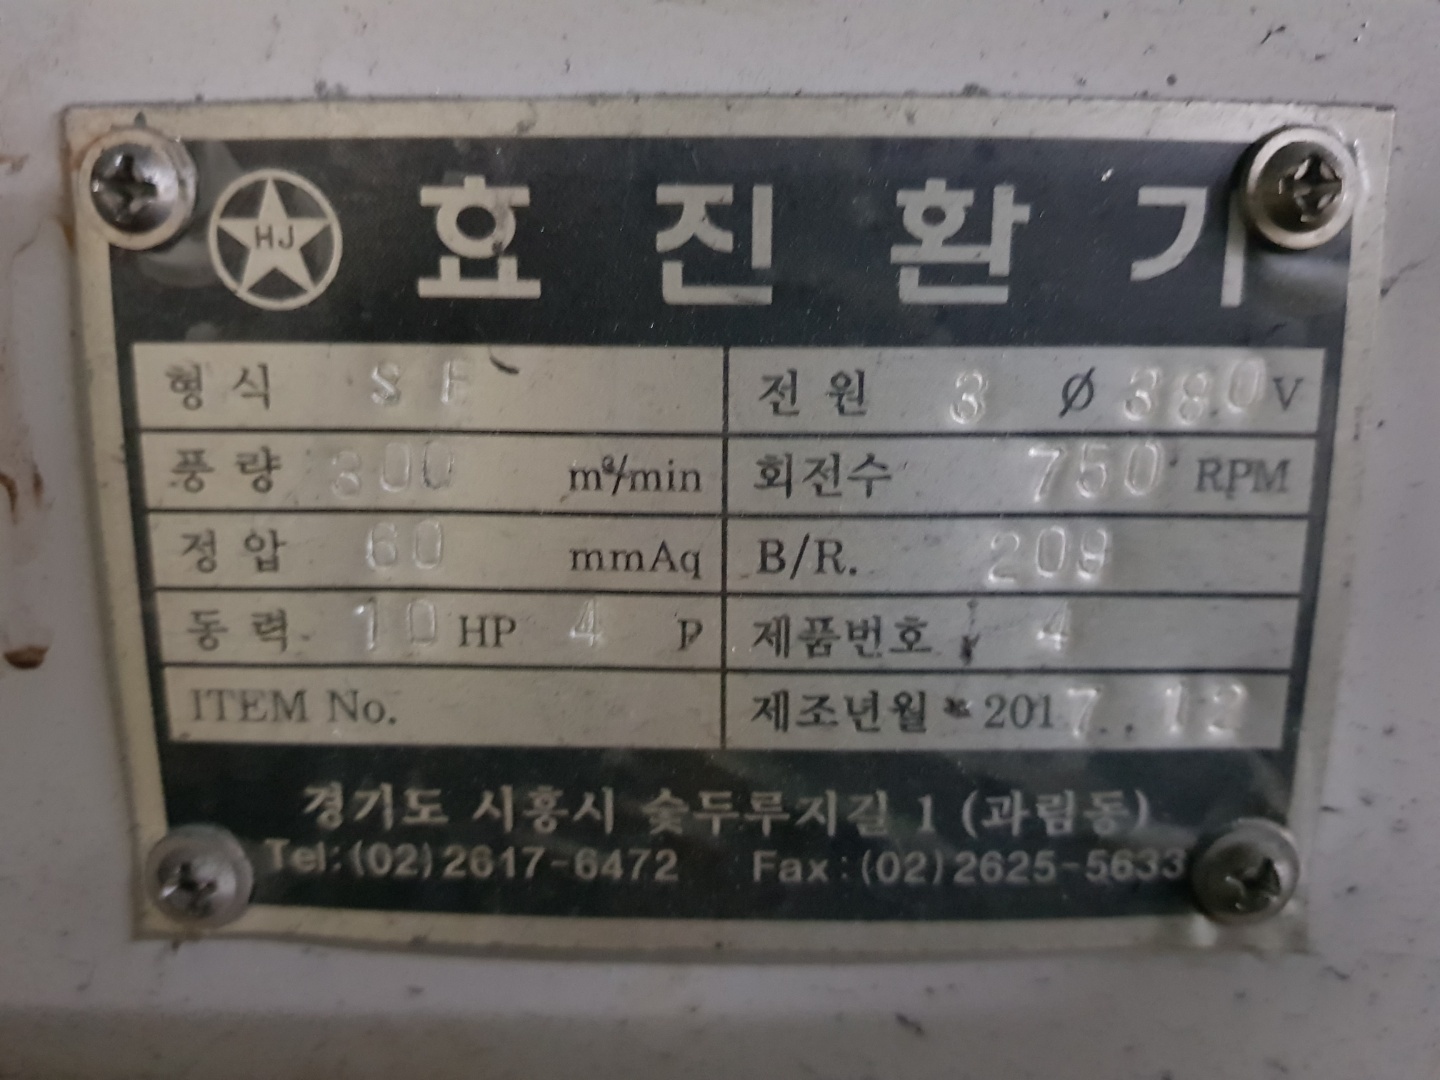 HJ 효진환기
형식 SF 전원 3 Ø 380 V
풍량 300 m³/min 회전수 750 RPM
정압 60 mmAq B/R. 209
동력 10 HP 4 P 제품번호 4
ITEM No. 제조년월 2017.12
경기도 시흥시 숯두루지길 1 (과림동)
Tel:(02)2617-6472 Fax:(02)2625-5633